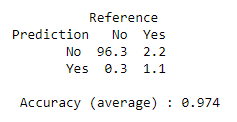 Reference
Prediction No Yes
No 96.3 2.2
Yes 0.3 1.1
Accuracy (average) : 0.974